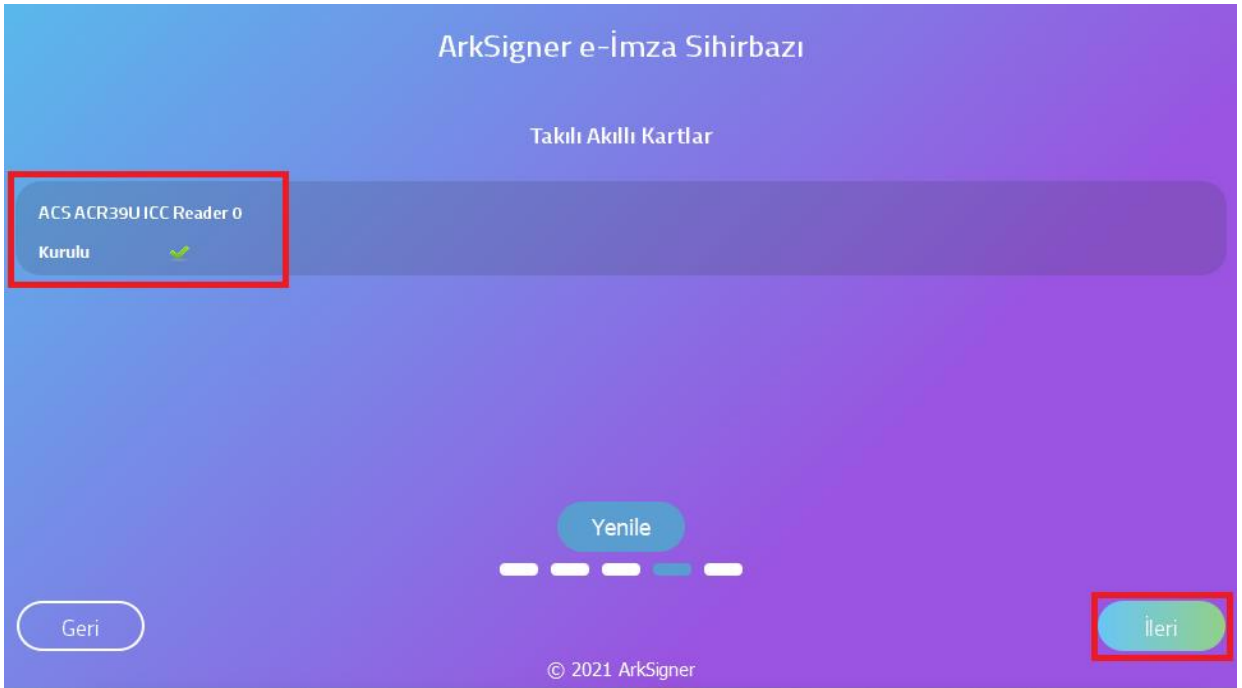 ArkSigner e-İmza Sihirbazı
Takılı Akıllı Kartlar
ACS ACR39U ICC Reader 0
Kurulu
Yenile
Geri
İleri
© 2021 ArkSigner